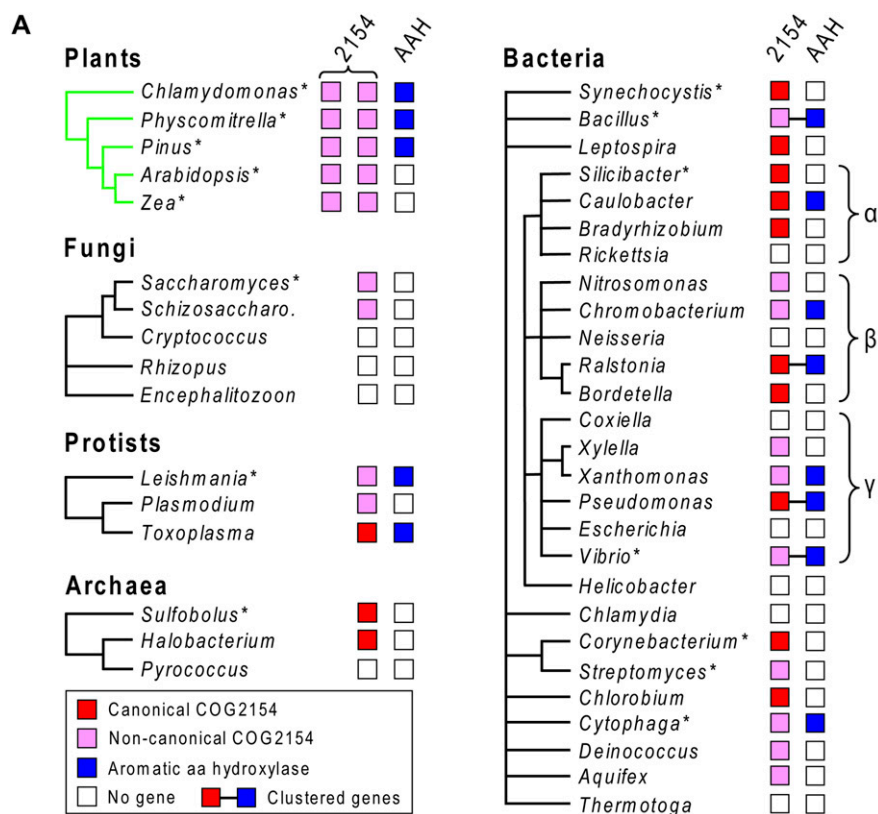 A
Plants
2154
AAH
Chlamydomonas*
Physcomitrella*
Pinus*
Arabidopsis*
Zea*
Fungi
Saccharomyces*
Schizosaccharo.
Cryptococcus
Rhizopus
Encephalitozoon
Protists
Leishmania*
Plasmodium
Toxoplasma
Archaea
Sulfobolus*
Halobacterium
Pyrococcus
Canonical COG2154
Non-canonical COG2154
Aromatic aa hydroxylase
No gene
Clustered genes
Bacteria
2154
AAH
Synechocystis*
Bacillus*
Leptospira
Silicibacter*
Caulobacter
Bradyrhizobium
Rickettsia
α
Nitrosomonas
Chromobacterium
Neisseria
Ralstonia
Bordetella
β
Coxiella
Xylella
Xanthomonas
Pseudomonas
Escherichia
Vibrio*
γ
Helicobacter
Chlamydia
Corynebacterium*
Streptomyces*
Chlorobium
Cytophaga*
Deinococcus
Aquifex
Thermotoga